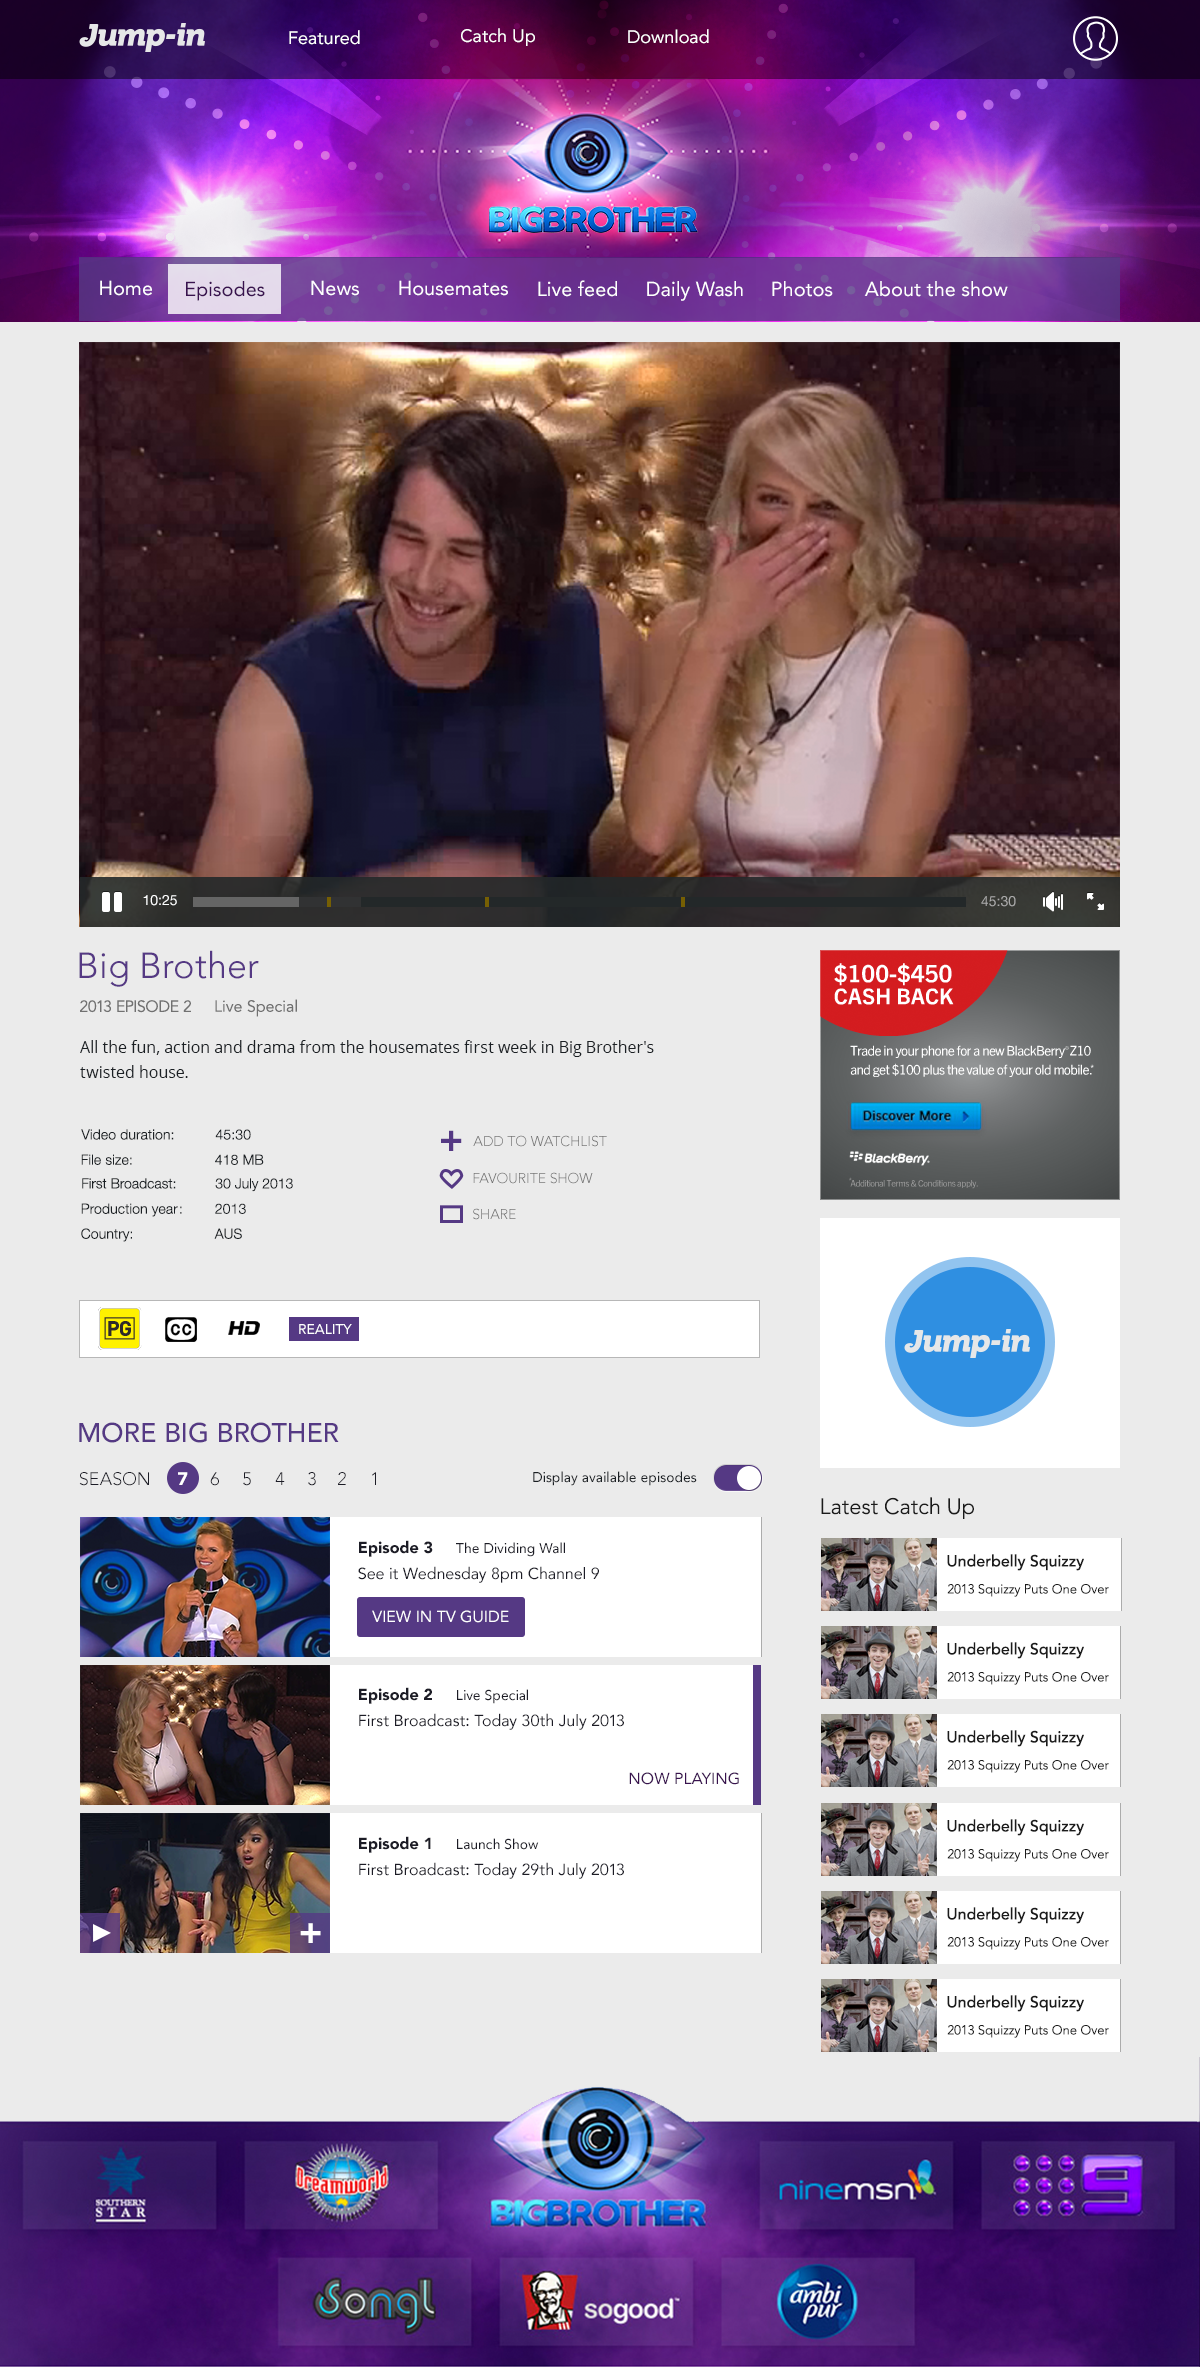 Jump-in
Featured
Catch Up
Download
BIGBROTHER
Home
Episodes
News
Housemates
Live feed
Daily Wash
Photos
About the show
10:25
45:30
Big Brother
2013 EPISODE 2
Live Special
All the fun, action and drama from the housemates first week in Big Brother's
twisted house.
Video duration: 45:30
File size: 418 MB
First Broadcast: 30 July 2013
Production year: 2013
Country: AUS
ADD TO WATCHLIST
FAVOURITE SHOW
SHARE
PG
CC
HD
REALITY
$100-$450
CASH BACK
Trade in your phone for a new BlackBerry® Z10
and get $100 plus the value of your old mobile.*
Discover More
BlackBerry.
*Additional Terms & Conditions apply.
Jump-in
MORE BIG BROTHER
SEASON 7 6 5 4 3 2 1
Display available episodes
Episode 3 The Dividing Wall
See it Wednesday 8pm Channel 9
VIEW IN TV GUIDE
Episode 2 Live Special
First Broadcast: Today 30th July 2013
NOW PLAYING
Episode 1 Launch Show
First Broadcast: Today 29th July 2013
Latest Catch Up
Underbelly Squizzy
2013 Squizzy Puts One Over
Underbelly Squizzy
2013 Squizzy Puts One Over
Underbelly Squizzy
2013 Squizzy Puts One Over
Underbelly Squizzy
2013 Squizzy Puts One Over
Underbelly Squizzy
2013 Squizzy Puts One Over
Underbelly Squizzy
2013 Squizzy Puts One Over
SOUTHERN
STAR
Dreamworld
BIGBROTHER
ninemsn
9
Songl
sogood™
ambi
pur